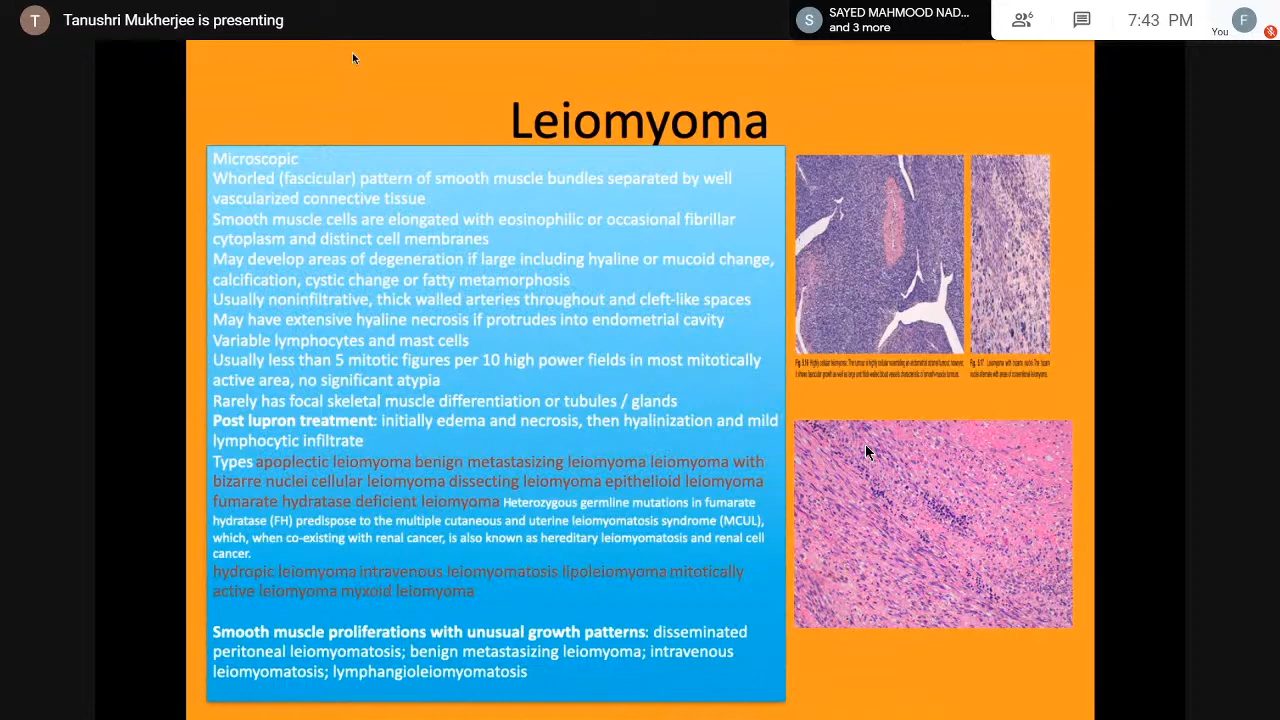 T Tanushri Mukherjee is presenting
S SAYED MAHMOOD NAD...
and 3 more
6
7:43 PM
You
F
Leiomyoma
Microscopic
Whorled (fascicular) pattern of smooth muscle bundles separated by well
vascularized connective tissue
Smooth muscle cells are elongated with eosinophilic or occasional fibrillar
cytoplasm and distinct cell membranes
May develop areas of degeneration if large including hyaline or mucoid change,
calcification, cystic change or fatty metamorphosis
Usually noninfiltrative, thick walled arteries throughout and cleft-like spaces
May have extensive hyaline necrosis if protrudes into endometrial cavity
Variable lymphocytes and mast cells
Usually less than 5 mitotic figures per 10 high power fields in most mitotically
active area, no significant atypia
Rarely has focal skeletal muscle differentiation or tubules / glands
Post lupron treatment: initially edema and necrosis, then hyalinization and mild
lymphocytic infiltrate
Types apoplectic leiomyoma benign metastasizing leiomyoma leiomyoma with
bizarre nuclei cellular leiomyoma dissecting leiomyoma epithelioid leiomyoma
fumarate hydratase deficient leiomyoma Heterozygous germline mutations in fumarate
hydratase (FH) predispose to the multiple cutaneous and uterine leiomyomatosis syndrome (MCUL),
which, when co-existing with renal cancer, is also known as hereditary leiomyomatosis and renal cell
cancer.
hydropic leiomyoma intravenous leiomyomatosis lipoleiomyoma mitotically
active leiomyoma myxoid leiomyoma
Smooth muscle proliferations with unusual growth patterns: disseminated
peritoneal leiomyomatosis; benign metastasizing leiomyoma; intravenous
leiomyomatosis; lymphangioleiomyomatosis